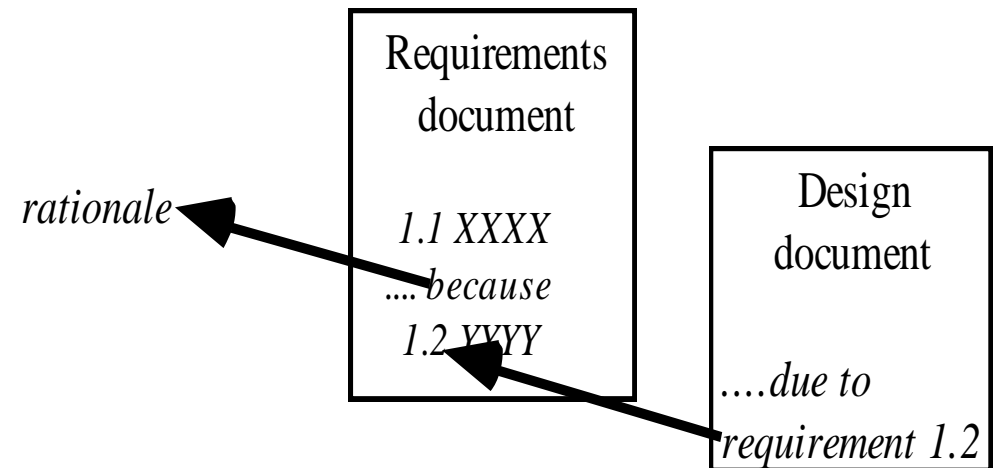 rationale
Requirements
document
1.1 XXXX
.... because
1.2 YYYY
Design
document
....due to
requirement 1.2